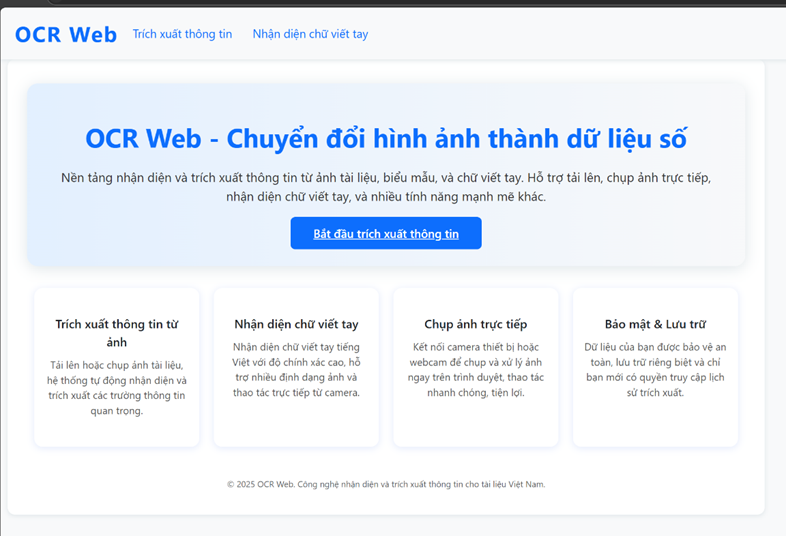 OCR Web
Trích xuất thông tin
Nhận diện chữ viết tay
OCR Web - Chuyển đổi hình ảnh thành dữ liệu số
Nền tảng nhận diện và trích xuất thông tin từ ảnh tài liệu, biểu mẫu, và chữ viết tay. Hỗ trợ tải lên, chụp ảnh trực tiếp,
nhận diện chữ viết tay, và nhiều tính năng mạnh mẽ khác.
Bắt đầu trích xuất thông tin
Trích xuất thông tin từ
ảnh
Tải lên hoặc chụp ảnh tài liệu,
hệ thống tự động nhận diện và
trích xuất các trường thông tin
quan trọng.
Nhận diện chữ viết tay
Nhận diện chữ viết tay tiếng
Việt với độ chính xác cao, hỗ
trợ nhiều định dạng ảnh và
thao tác trực tiếp từ camera.
Chụp ảnh trực tiếp
Kết nối camera thiết bị hoặc
webcam để chụp và xử lý ảnh
ngay trên trình duyệt, thao tác
nhanh chóng, tiện lợi.
Bảo mật & Lưu trữ
Dữ liệu của bạn được bảo vệ an
toàn, lưu trữ riêng biệt và chỉ
bạn mới có quyền truy cập lịch
sử trích xuất.
© 2025 OCR Web. Công nghệ nhận diện và trích xuất thông tin cho tài liệu Việt Nam.